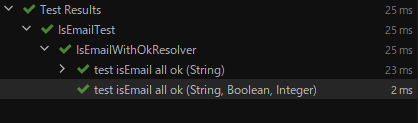 Test Results 25 ms
IsEmailTest 25 ms
IsEmailWithOkResolver 25 ms
test isEmail all ok (String) 23 ms
test isEmail all ok (String, Boolean, Integer) 2 ms